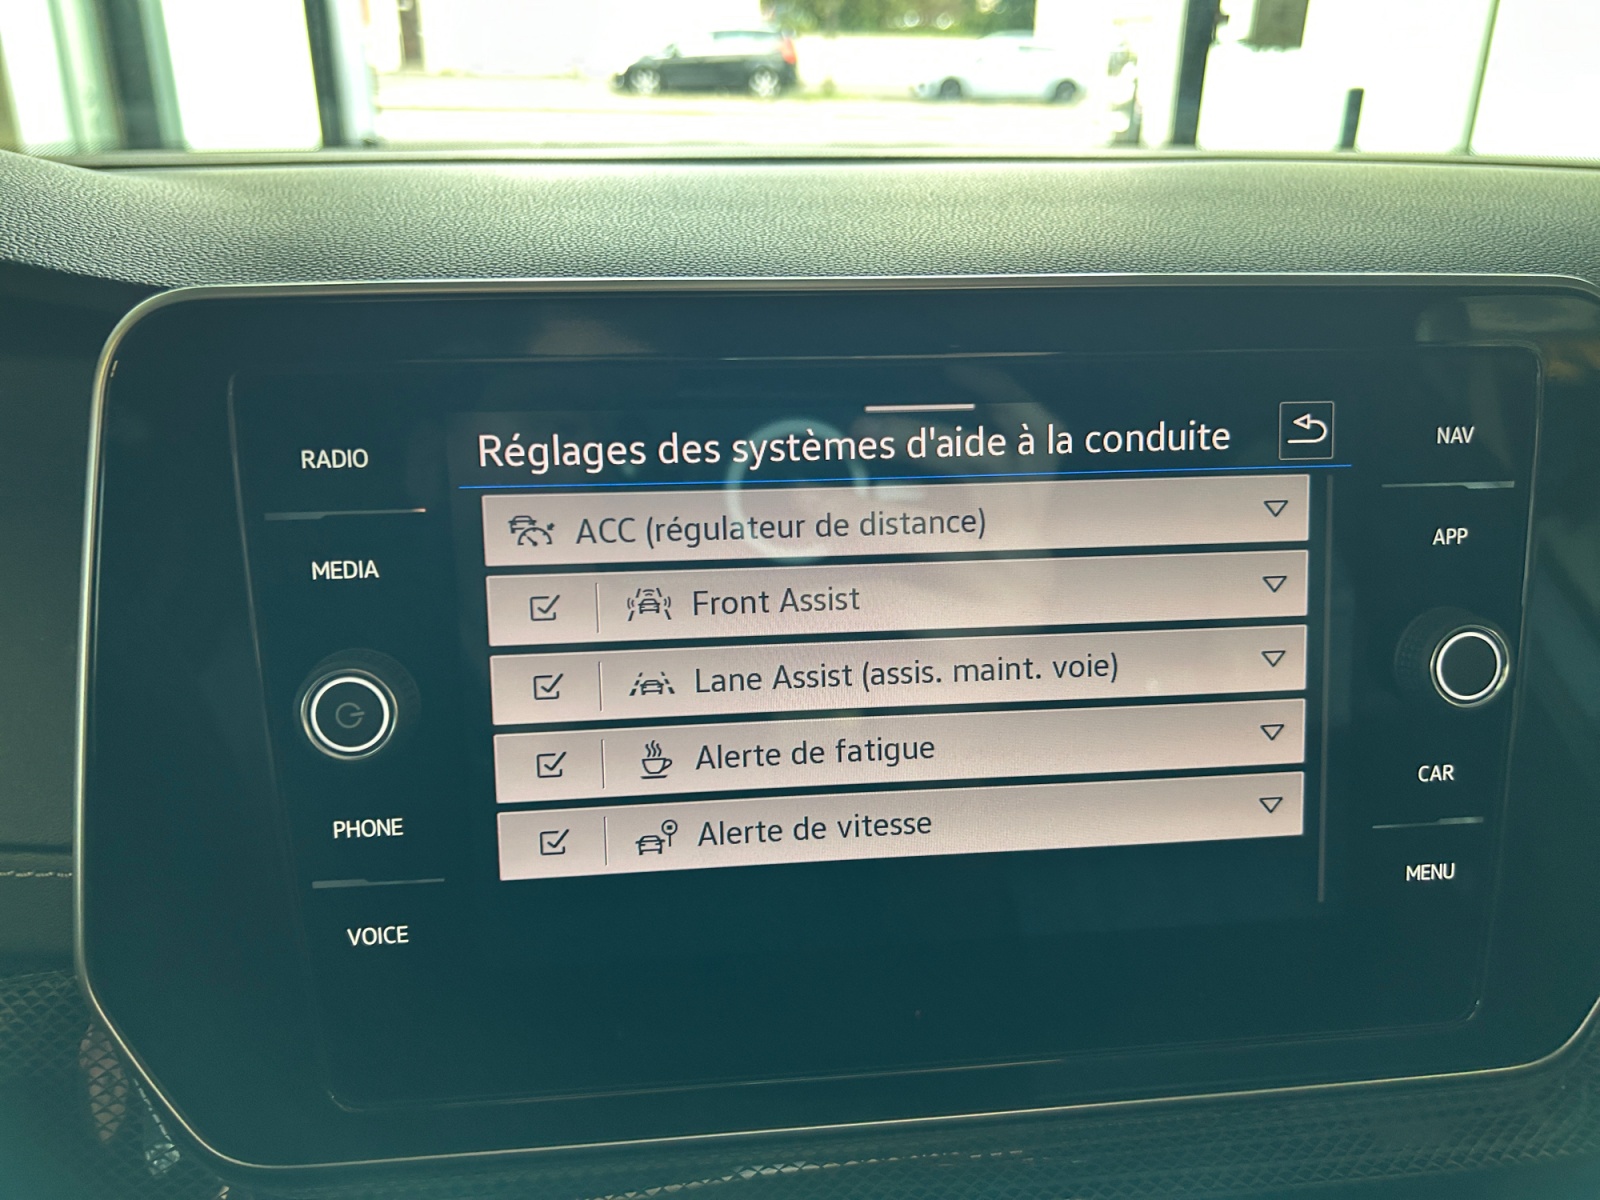 Réglages des systèmes d'aide à la conduite
RADIO
MEDIA
PHONE
VOICE
ACC (régulateur de distance)
Front Assist
Lane Assist (assis. maint. voie)
Alerte de fatigue
Alerte de vitesse
NAV
APP
CAR
MENU